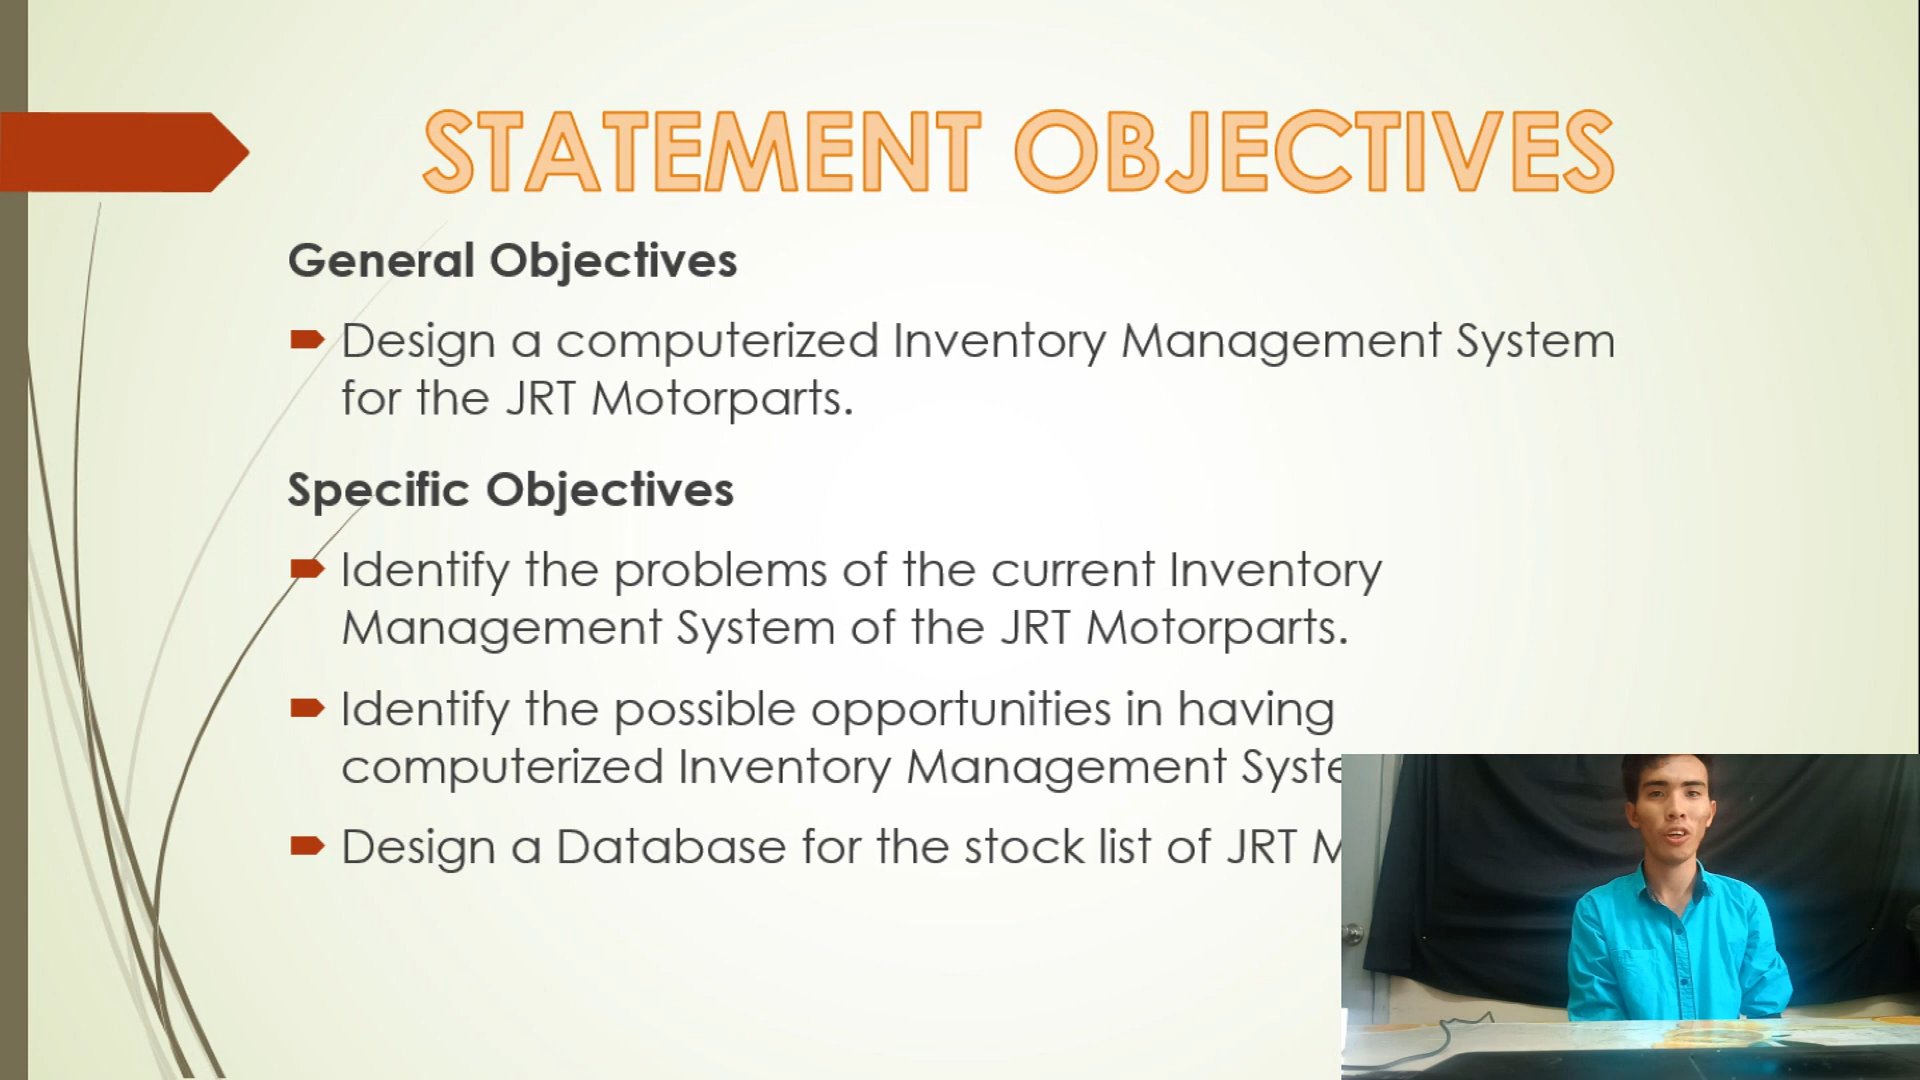 STATEMENT OBJECTIVES
General Objectives
Design a computerized Inventory Management System
for the JRT Motorparts.
Specific Objectives
Identify the problems of the current Inventory
Management System of the JRT Motorparts.
Identify the possible opportunities in having
computerized Inventory Management
Design a Database for the stock list of JRT